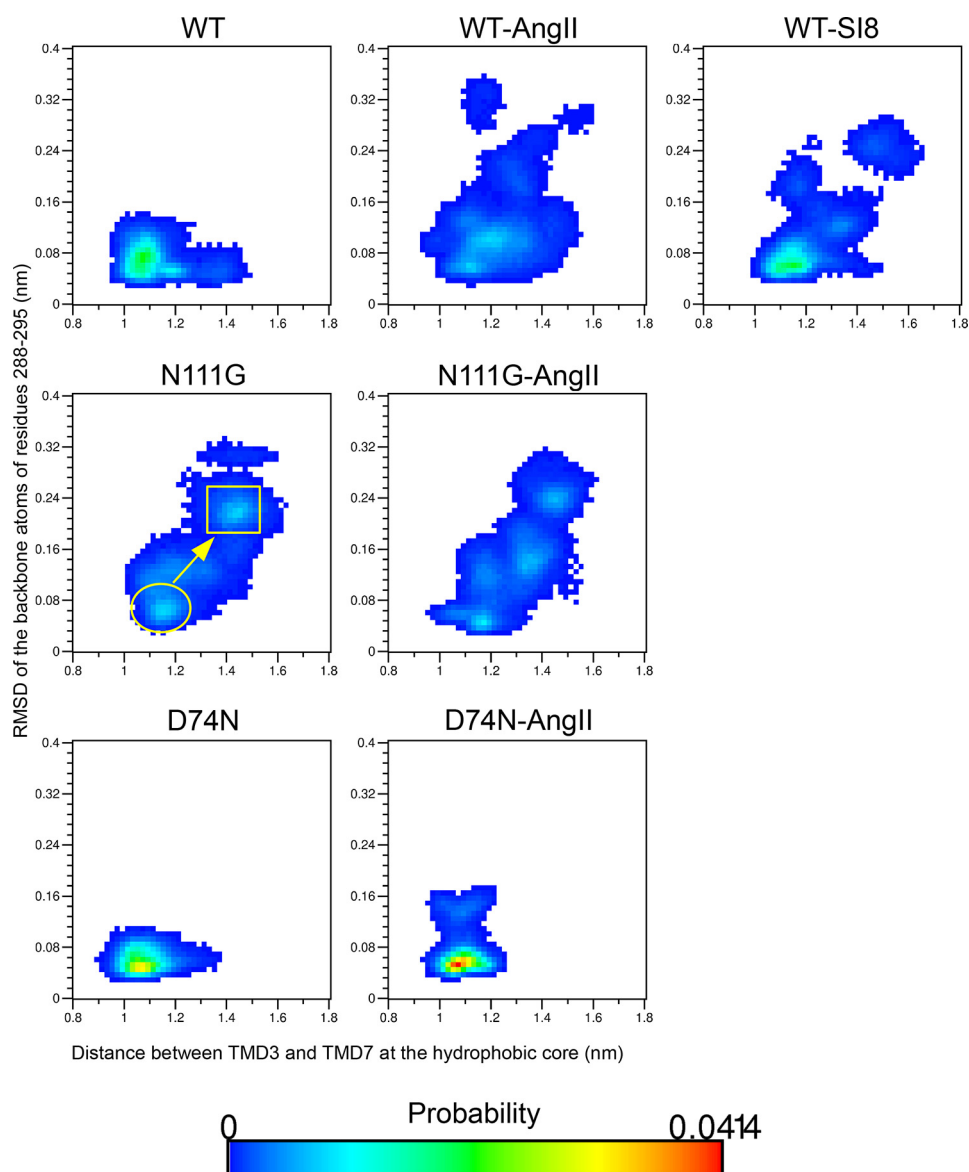 WT WT-AngII WT-SI8
0.4 0.4 0.4
0.32 0.32 0.32
0.24 0.24 0.24
0.16 0.16 0.16
0.08 0.08 0.08
0 0 0
0.8 1 1.2 1.4 1.6 1.8 0.8 1 1.2 1.4 1.6 1.8 0.8 1 1.2 1.4 1.6 1.8
RMSD of the backbone atoms of residues 288-295 (nm)
N111G N111G-AngII
0.4 0.4
0.32 0.32
0.24 0.24
0.16 0.16
0.08 0.08
0 0
0.8 1 1.2 1.4 1.6 1.8 0.8 1 1.2 1.4 1.6 1.8
D74N D74N-AngII
0.4 0.4
0.32 0.32
0.24 0.24
0.16 0.16
0.08 0.08
0 0
0.8 1 1.2 1.4 1.6 1.8 0.8 1 1.2 1.4 1.6 1.8
Distance between TMD3 and TMD7 at the hydrophobic core (nm)
Probability
0 0.0414